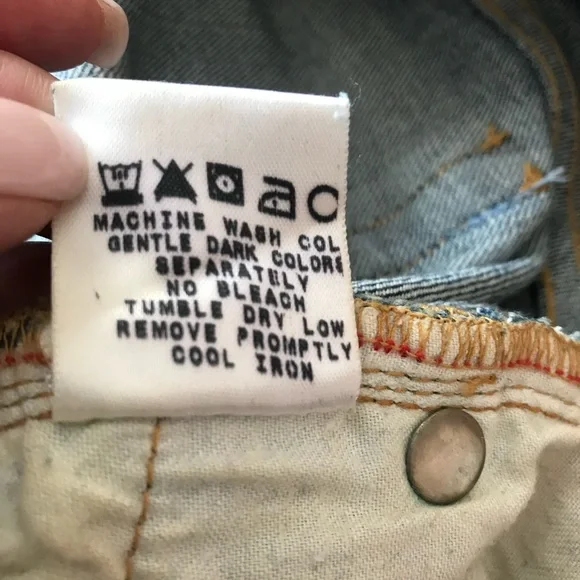 MACHINE WASH COL
GENTLE DARK COLORS
SEPARATELY
NO BLEACH
TUMBLE DRY LOW
REMOVE PROMPTLY
COOL IRON